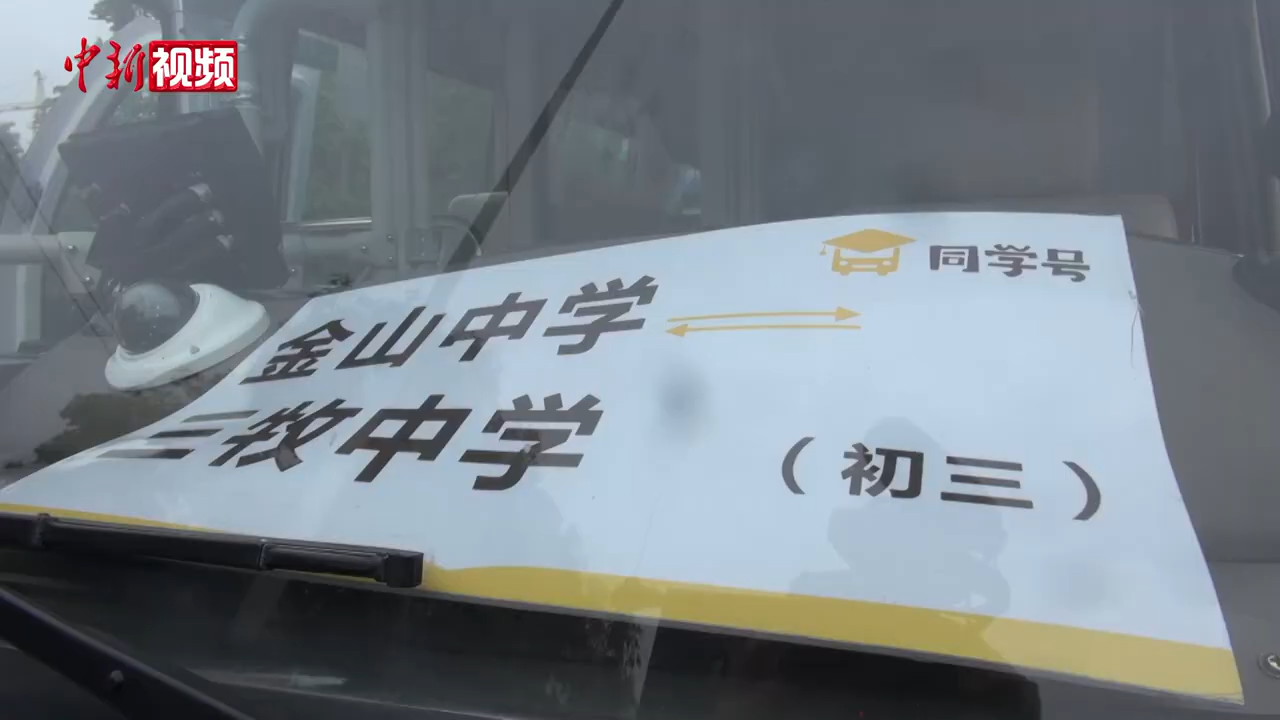 中新视频
同学号
金山中学
三牧中学
（初三）